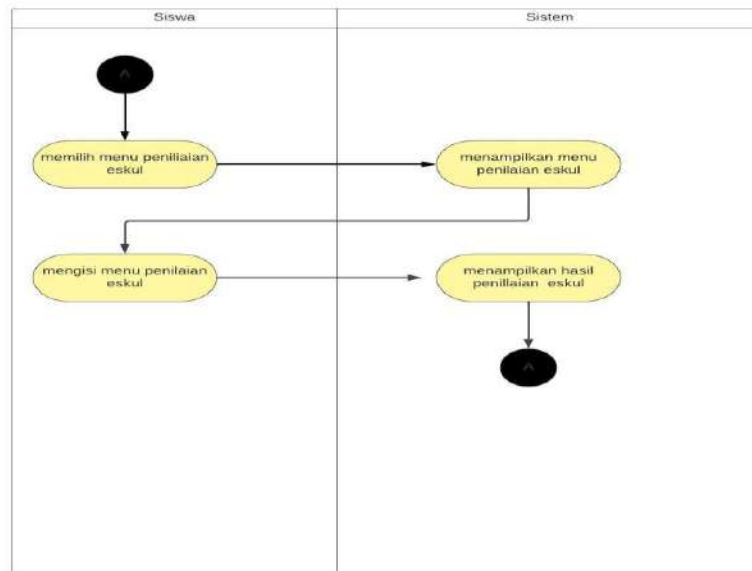 Siswa
Sistem
memilih menu peniliaian
eskul
menampilkan menu
penilaian eskul
mengisi menu penilaian
eskul
menampilkan hasil
penillaian eskul